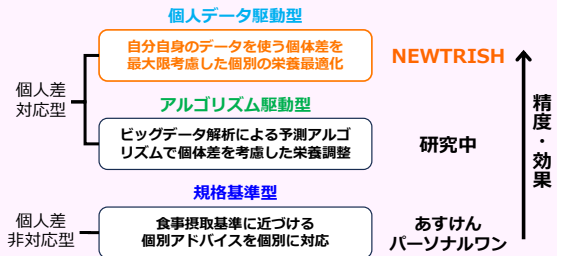 個人データ駆動型
自分自身のデータを使う個体差を
最大限考慮した個別の栄養最適化
NEWTRISH
個人差
対応型
アルゴリズム駆動型
ビッグデータ解析による予測アルゴ
リズムで個体差を考慮した栄養調整
研究中
精度・効果
規格基準型
個人差
非対応型
食事摂取基準に近づける
個別アドバイスを個別に対応
あすけん
パーソナルワン